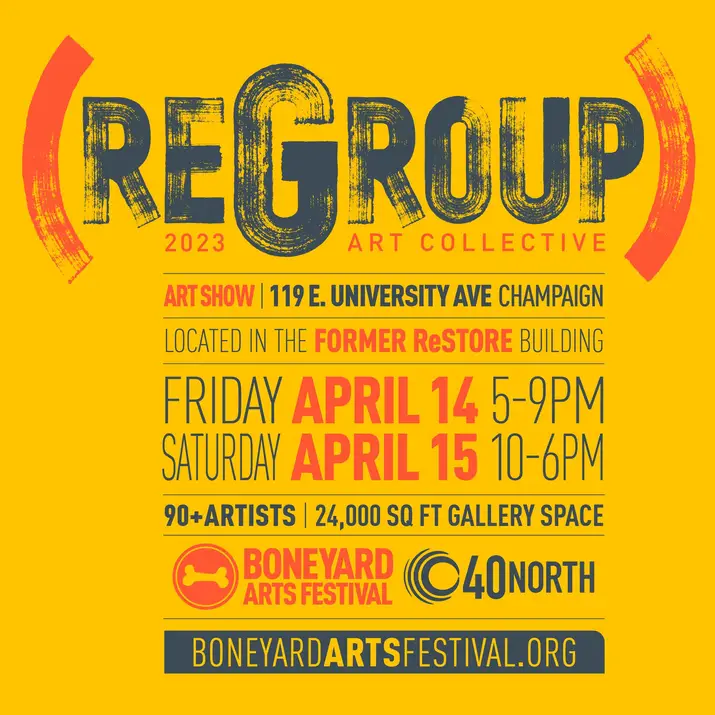 (REGROUP)
2023 ART COLLECTIVE
ART SHOW | 119 E. UNIVERSITY AVE CHAMPAIGN
LOCATED IN THE FORMER ReSTORE BUILDING
FRIDAY APRIL 14 5-9PM
SATURDAY APRIL 15 10-6PM
90+ARTISTS | 24,000 SQ FT GALLERY SPACE
BONEYARD
ARTS FESTIVAL
40NORTH
BONEYARDARTSFESTIVAL.ORG